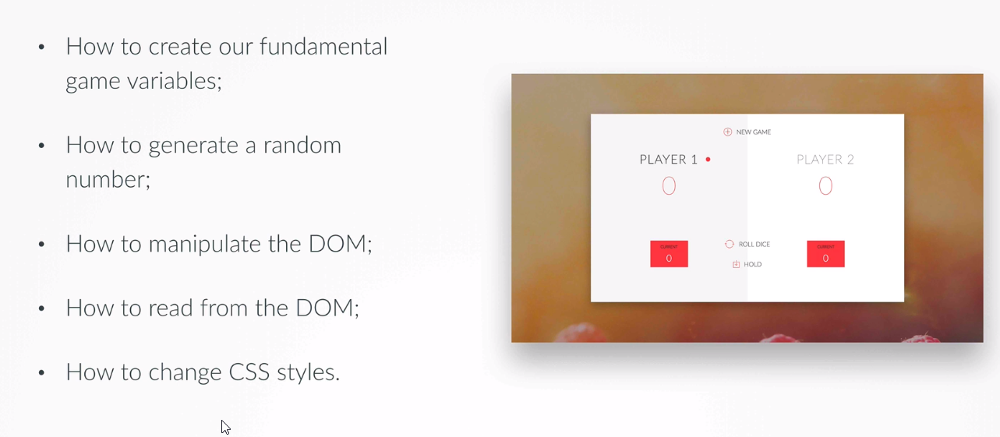 • How to create our fundamental
game variables;
• How to generate a random
number;
• How to manipulate the DOM;
• How to read from the DOM;
• How to change CSS styles.
NEW GAME
PLAYER 1
PLAYER 2
0
0
CURRENT
0
ROLL DICE
HOLD
CURRENT
0